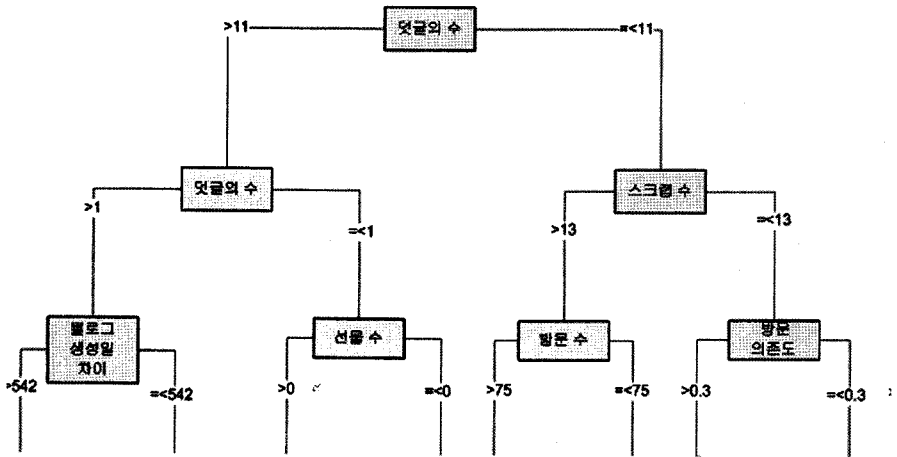 댓글의 수
>11
=<11
덧글의 수
스크랩 수
>1
=<1
>13
=<13
블로그
생성일
차이
선물 수
방문 수
방문
의존도
>542
=<542
>0
=<0
>75
=<75
>0.3
=<0.3